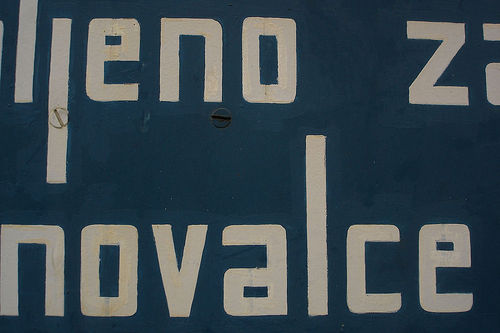 ljeno za
novalce